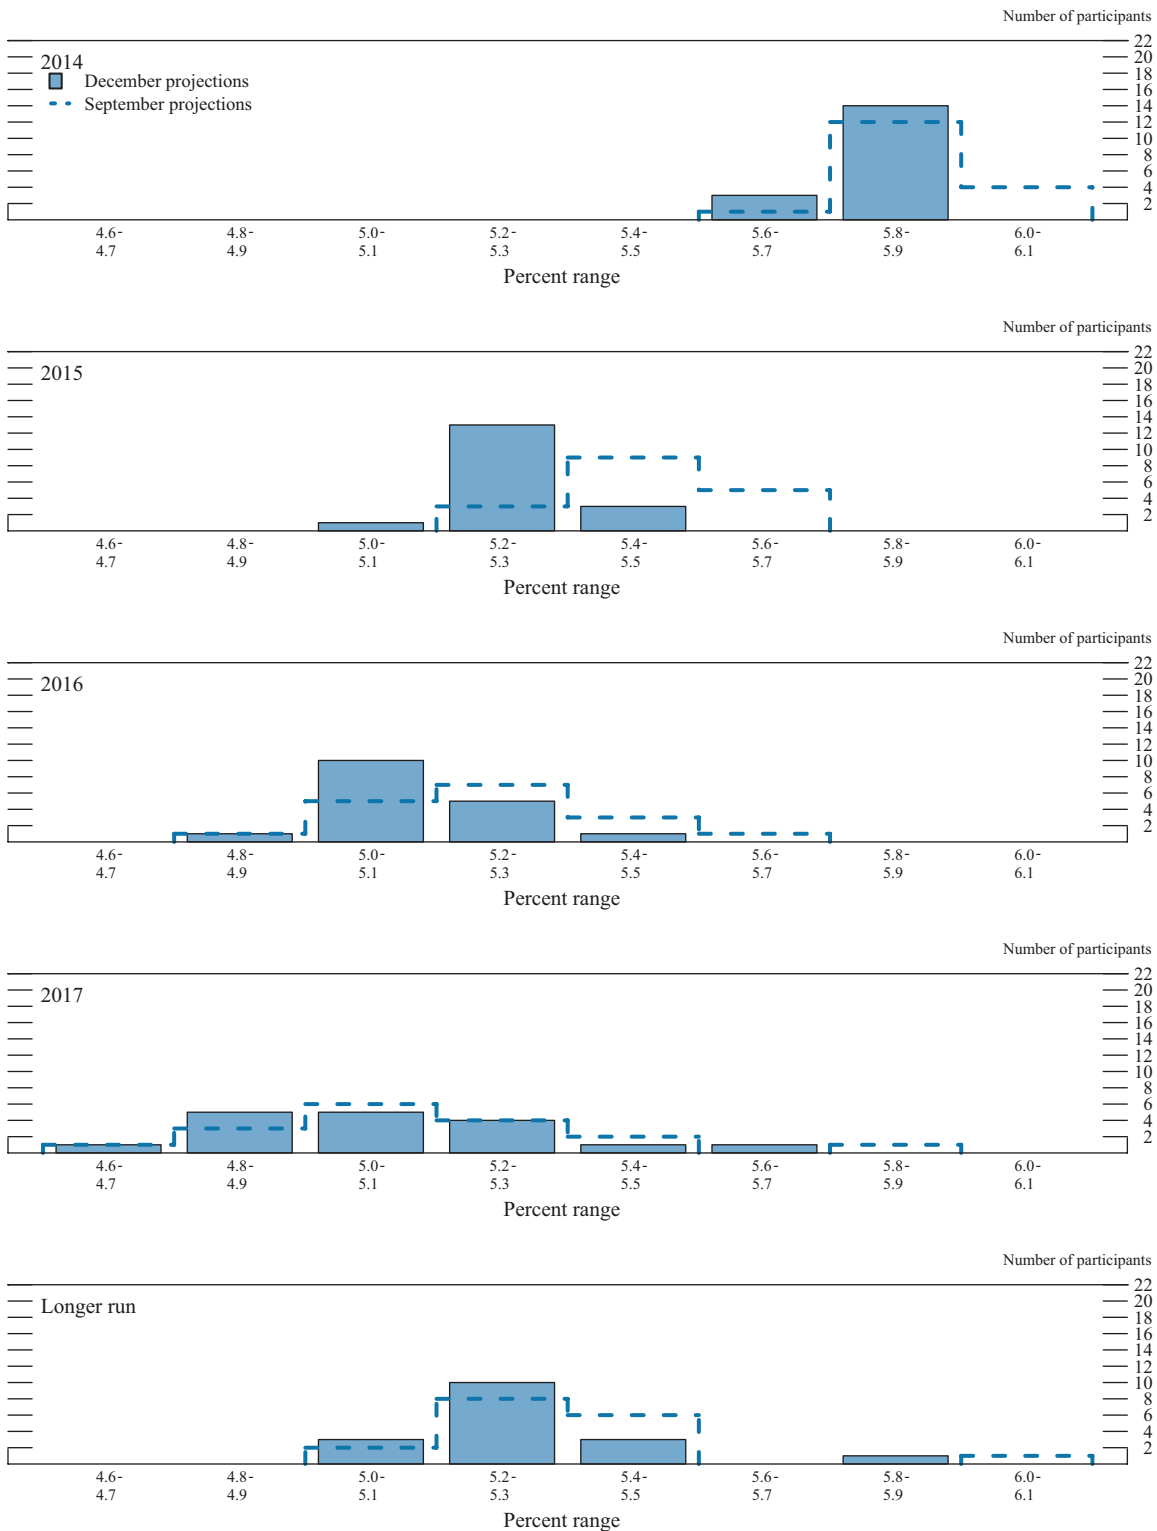 Number of participants
2014
December projections
September projections
22
20
18
16
14
12
10
8
6
4
2
4.6- 4.8- 5.0- 5.2- 5.4- 5.6- 5.8- 6.0-
4.7 4.9 5.1 5.3 5.5 5.7 5.9 6.1
Percent range
Number of participants
2015
22
20
18
16
14
12
10
8
6
4
2
4.6- 4.8- 5.0- 5.2- 5.4- 5.6- 5.8- 6.0-
4.7 4.9 5.1 5.3 5.5 5.7 5.9 6.1
Percent range
Number of participants
2016
22
20
18
16
14
12
10
8
6
4
2
4.6- 4.8- 5.0- 5.2- 5.4- 5.6- 5.8- 6.0-
4.7 4.9 5.1 5.3 5.5 5.7 5.9 6.1
Percent range
Number of participants
2017
22
20
18
16
14
12
10
8
6
4
2
4.6- 4.8- 5.0- 5.2- 5.4- 5.6- 5.8- 6.0-
4.7 4.9 5.1 5.3 5.5 5.7 5.9 6.1
Percent range
Number of participants
Longer run
22
20
18
16
14
12
10
8
6
4
2
4.6- 4.8- 5.0- 5.2- 5.4- 5.6- 5.8- 6.0-
4.7 4.9 5.1 5.3 5.5 5.7 5.9 6.1
Percent range